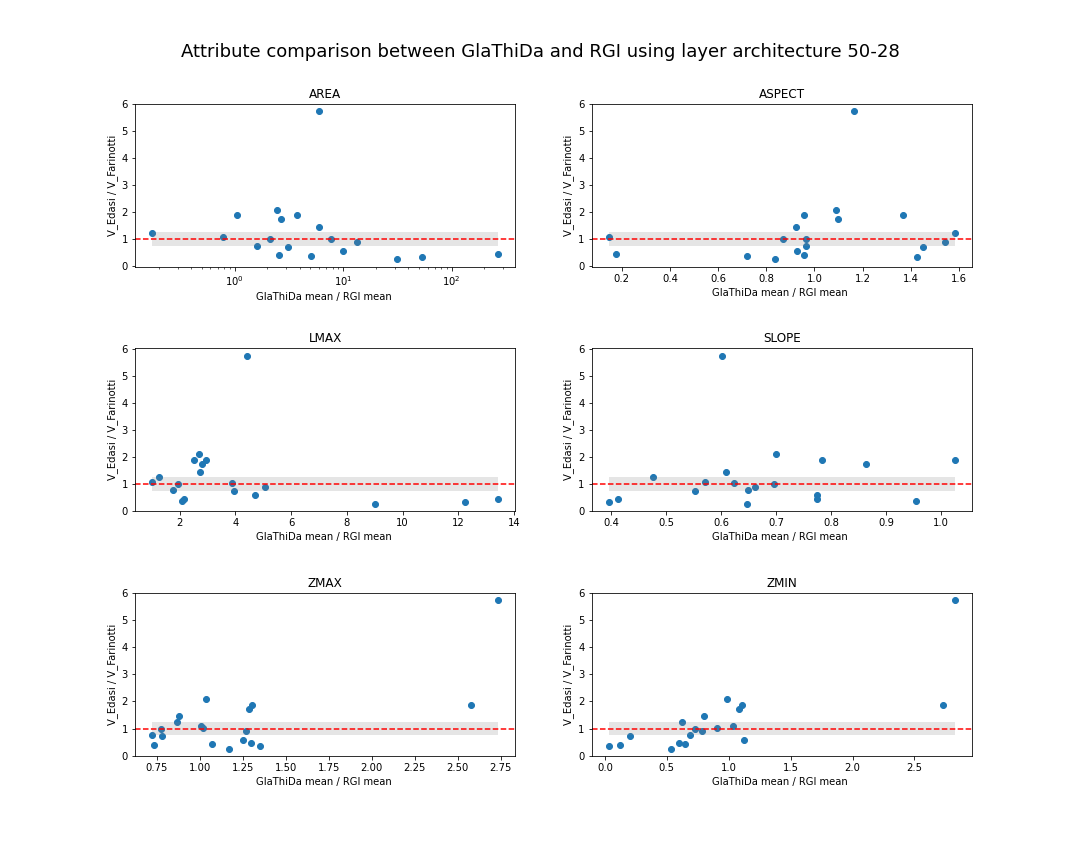 Attribute comparison between GlaThiDa and RGI using layer architecture 50-28
AREA
V_Edasi / V_Farinotti
6
5
4
3
2
1
0
10^0 10^1 10^2
GlaThiDa mean / RGI mean
ASPECT
V_Edasi / V_Farinotti
6
5
4
3
2
1
0
0.2 0.4 0.6 0.8 1.0 1.2 1.4 1.6
GlaThiDa mean / RGI mean
LMAX
V_Edasi / V_Farinotti
6
5
4
3
2
1
0
2 4 6 8 10 12 14
GlaThiDa mean / RGI mean
SLOPE
V_Edasi / V_Farinotti
6
5
4
3
2
1
0
0.4 0.5 0.6 0.7 0.8 0.9 1.0
GlaThiDa mean / RGI mean
ZMAX
V_Edasi / V_Farinotti
6
5
4
3
2
1
0
0.75 1.00 1.25 1.50 1.75 2.00 2.25 2.50 2.75
GlaThiDa mean / RGI mean
ZMIN
V_Edasi / V_Farinotti
6
5
4
3
2
1
0
0.0 0.5 1.0 1.5 2.0 2.5
GlaThiDa mean / RGI mean